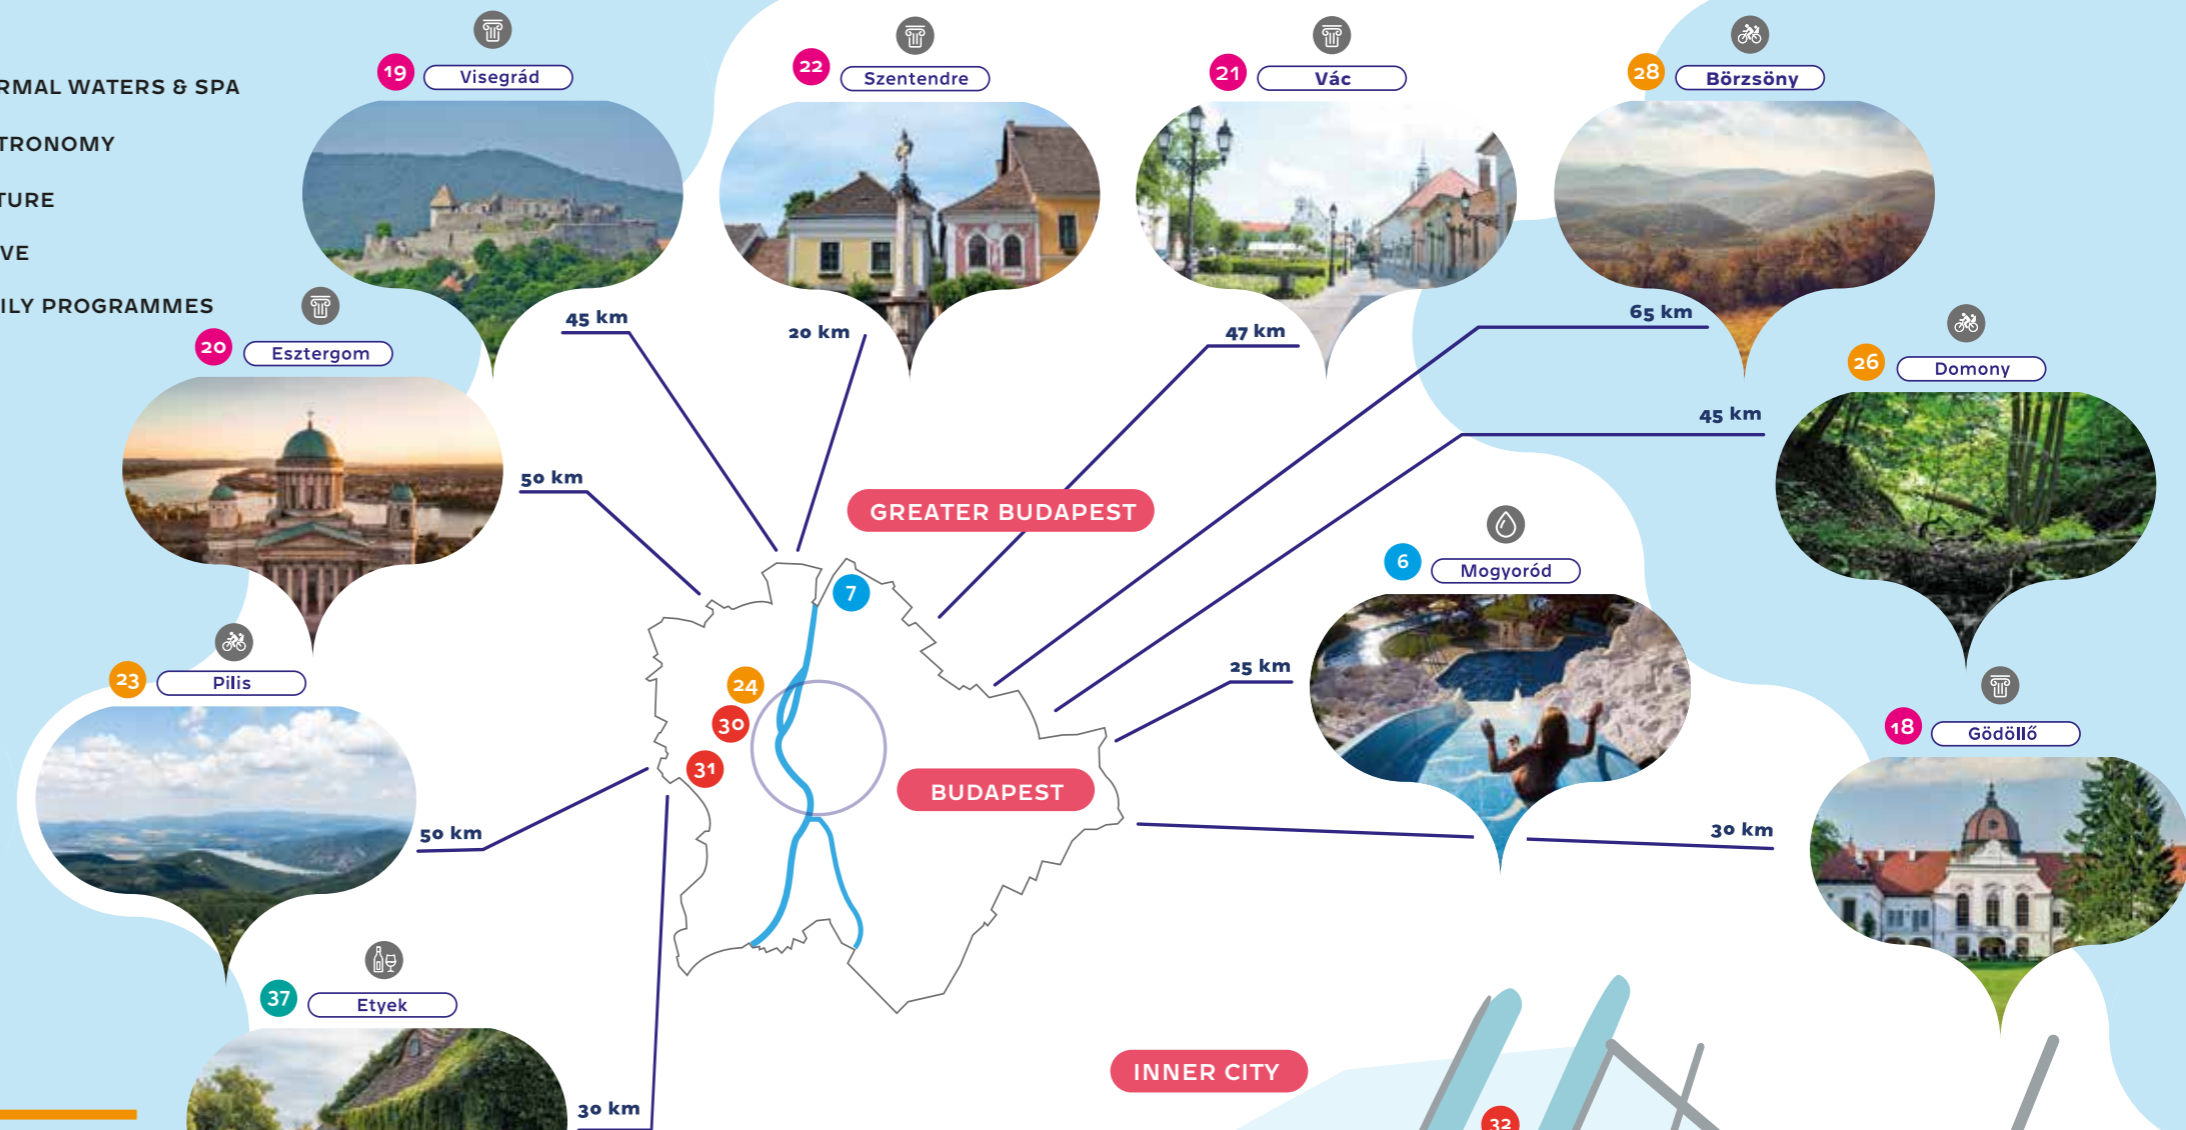 RMAL WATERS & SPA
TRONOMY
TURE
VE
ILY PROGRAMMES
19 Visegrád
22 Szentendre
21 Vác
28 Börzsöny
45 km
20 km
47 km
65 km
20 Esztergom
26 Domony
45 km
50 km
GREATER BUDAPEST
6 Mogyoród
7
25 km
23 Pilis
24
30
31
18 Gödöllő
BUDAPEST
50 km
30 km
37 Etyek
INNER CITY
30 km
32